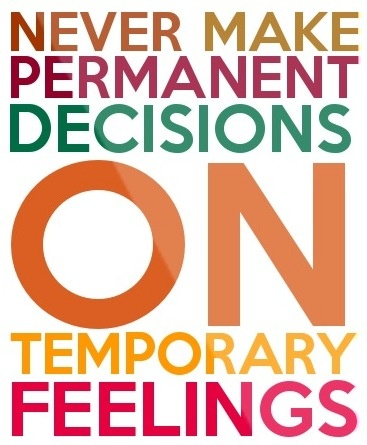 NEVER MAKE
PERMANENT
DECISIONS
ON
TEMPORARY
FEELINGS